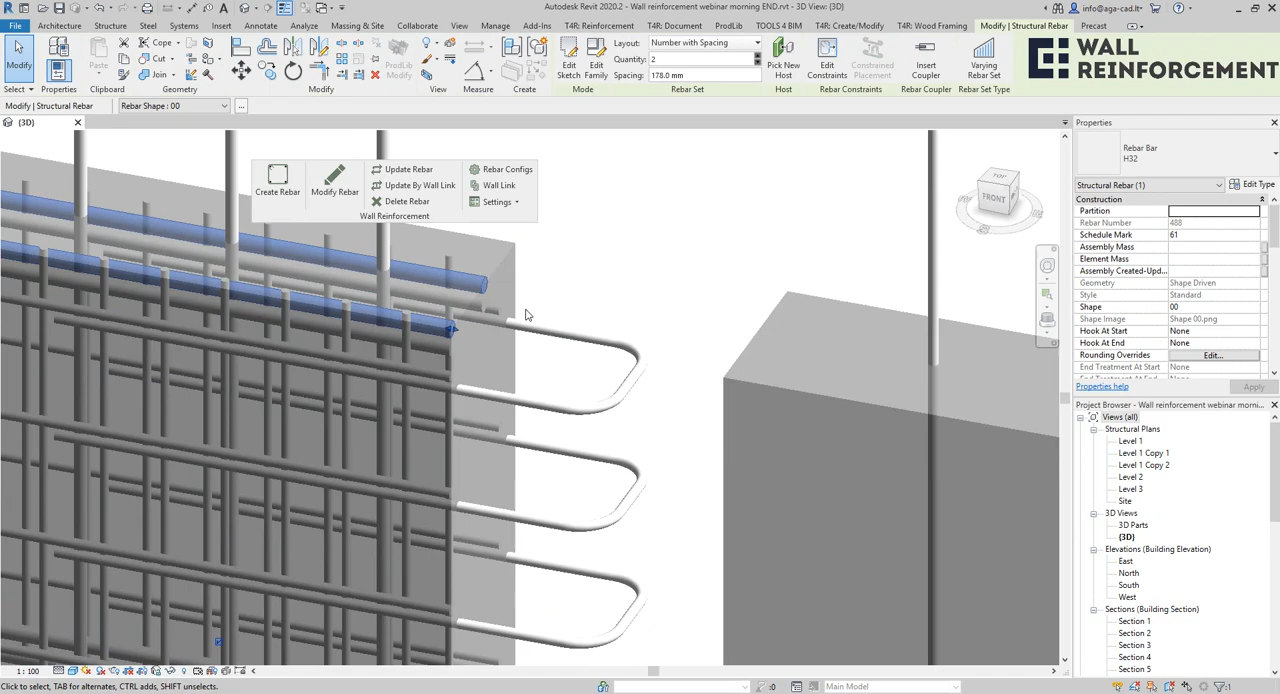 Autodesk Revit 2020.2 - Wall reinforcement webinar morning END.rvt - 3D View: {3D}
info@aga-cad.lt
File Architecture Structure Steel Systems Insert Annotate Analyze Massing & Site Collaborate View Manage Add-Ins T4R: Reinforcement T4R: Document ProdLib TOOLS 4 BIM T4R: Create/Modify T4R: Wood Framing Modify | Structural Rebar Precast
Modify
Paste
Cope
Cut
Join
ProdLib
Modify
Edit
Sketch
Edit
Family
Layout: Number with Spacing
Quantity: 2
Spacing: 178.0 mm
Pick New
Host
Edit
Constraints
Constrained
Placement
Insert
Coupler
Varying
Rebar Set
WALL
REINFORCEMENT
Select Properties Clipboard Geometry Modify View Measure Create Mode Rebar Set Host Rebar Constraints Rebar Coupler Rebar Set Type
Modify | Structural Rebar
Rebar Shape : 00
...
{3D}
Create Rebar
Modify Rebar
Update Rebar
Update By Wall Link
Delete Rebar
Rebar Configs
Wall Link
Settings
Wall Reinforcement
TOP
FRONT
Properties
Rebar Bar
H32
Structural Rebar (1)
Edit Type
Construction
Partition
Rebar Number 488
Schedule Mark 61
Assembly Mass
Element Mass
Assembly Created-Upd...
Geometry Shape Driven
Style Standard
Shape 00
Shape Image Shape 00.png
Hook At Start None
Hook At End None
Rounding Overrides Edit...
End Treatment At Start None
Properties help
Apply
Project Browser - Wall reinforcement webinar morni...
Views (all)
Structural Plans
Level 1
Level 1 Copy 1
Level 1 Copy 2
Level 2
Level 3
Site
3D Views
3D Parts
{3D}
Elevations (Building Elevation)
East
North
South
West
Sections (Building Section)
Section 1
Section 2
Section 3
Section 4
Section 5
1 : 100
Click to select, TAB for alternates, CTRL adds, SHIFT unselects.
:0
Main Model
:1